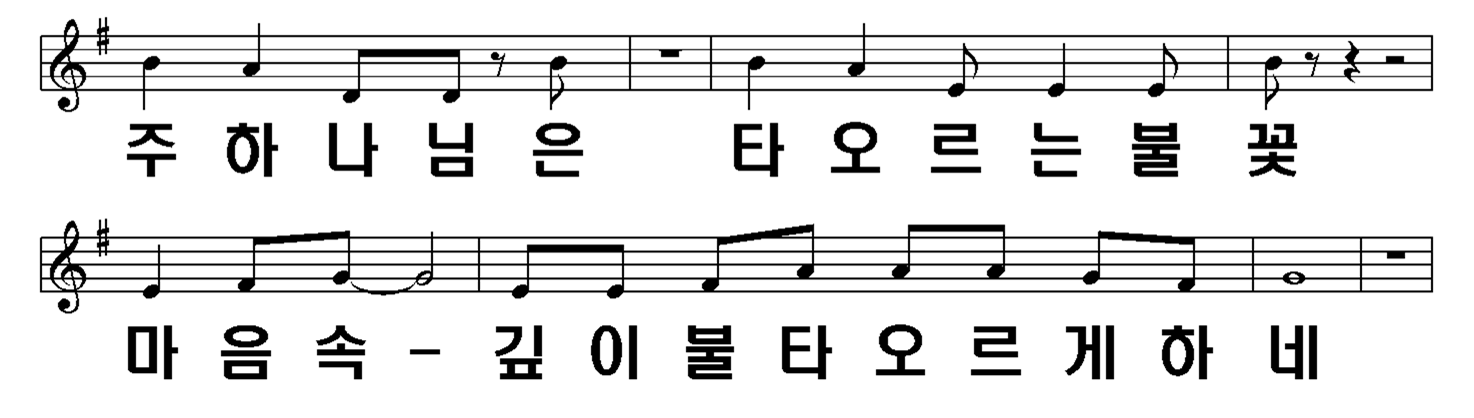 주 하 나 님 은 타 오 르 는 불 꽃
마 음 속 - 깊 이 불 타 오 르 게 하 네